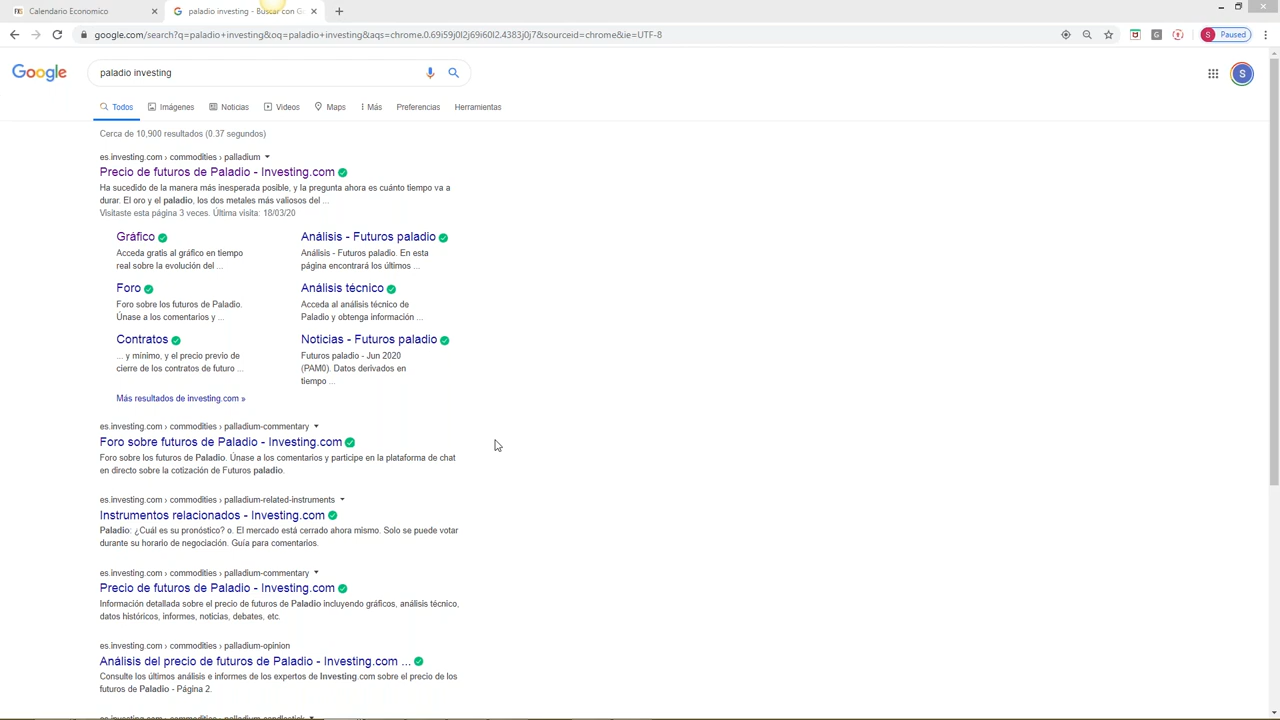 Calendario Economico
paladio investing - Buscar con Go
google.com/search?q=paladio+investing&oq=paladio+investing&aqs=chrome.0.69i59j0l2j69i60l2.4383j0j7&sourceid=chrome&ie=UTF-8
S Paused
Google
paladio investing
S
Todos Imágenes Noticias Videos Maps Más Preferencias Herramientas
Cerca de 10,900 resultados (0.37 segundos)
es.investing.com › commodities › palladium
Precio de futuros de Paladio - Investing.com
Ha sucedido de la manera más inesperada posible, y la pregunta ahora es cuánto tiempo va a
durar. El oro y el paladio, los dos metales más valiosos del ...
Visitaste esta página 3 veces. Última visita: 18/03/20
Gráfico
Acceda gratis al gráfico en tiempo
real sobre la evolución del ...
Análisis - Futuros paladio
Análisis - Futuros paladio. En esta
página encontrará los últimos ...
Foro
Foro sobre los futuros de Paladio.
Únase a los comentarios y ...
Análisis técnico
Acceda al análisis técnico de
Paladio y obtenga información ...
Contratos
... y mínimo, y el precio previo de
cierre de los contratos de futuro ...
Noticias - Futuros paladio
Futuros paladio - Jun 2020
(PAM0). Datos derivados en
tiempo ...
Más resultados de investing.com »
es.investing.com › commodities › palladium-commentary
Foro sobre futuros de Paladio - Investing.com
Foro sobre los futuros de Paladio. Únase a los comentarios y participe en la plataforma de chat
en directo sobre la cotización de Futuros paladio.
es.investing.com › commodities › palladium-related-instruments
Instrumentos relacionados - Investing.com
Paladio: ¿Cuál es su pronóstico? o. El mercado está cerrado ahora mismo. Solo se puede votar
durante su horario de negociación. Guía para comentarios.
es.investing.com › commodities › palladium-commentary
Precio de futuros de Paladio - Investing.com
Información detallada sobre el precio de futuros de Paladio incluyendo gráficos, análisis técnico,
datos históricos, informes, noticias, debates, etc.
es.investing.com › commodities › palladium-opinion
Análisis del precio de futuros de Paladio - Investing.com ...
Consulte los últimos análisis e informes de los expertos de Investing.com sobre el precio de los
futuros de Paladio - Página 2.
es.investing.com › commodities › palladium-candlestick